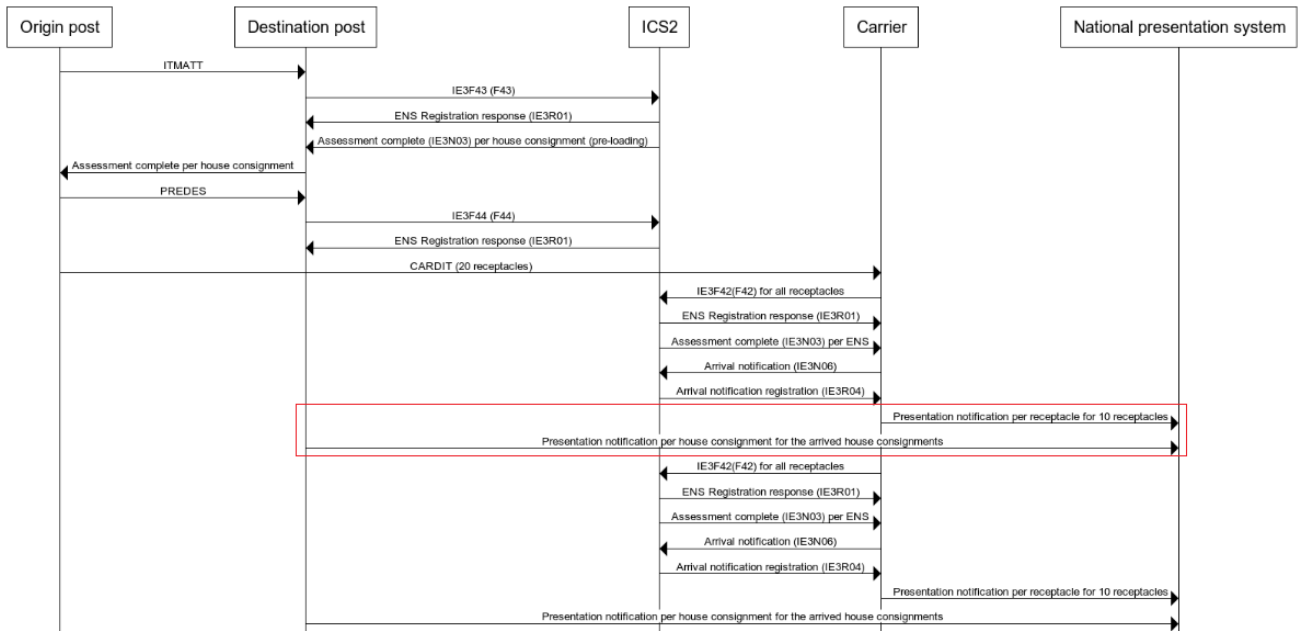 Origin post
Destination post
ICS2
Carrier
National presentation system
ITMATT
IE3F43 (F43)
ENS Registration response (IE3R01)
Assessment complete (IE3N03) per house consignment (pre-loading)
Assessment complete per house consignment
PREDES
IE3F44 (F44)
ENS Registration response (IE3R01)
CARDIT (20 receptacles)
IE3F42(F42) for all receptacles
ENS Registration response (IE3R01)
Assessment complete (IE3N03) per ENS
Arrival notification (IE3N06)
Arrival notification registration (IE3R04)
Presentation notification per receptacle for 10 receptacles
Presentation notification per house consignment for the arrived house consignments
IE3F42(F42) for all receptacles
ENS Registration response (IE3R01)
Assessment complete (IE3N03) per ENS
Arrival notification (IE3N06)
Arrival notification registration (IE3R04)
Presentation notification per receptacle for 10 receptacles
Presentation notification per house consignment for the arrived house consignments